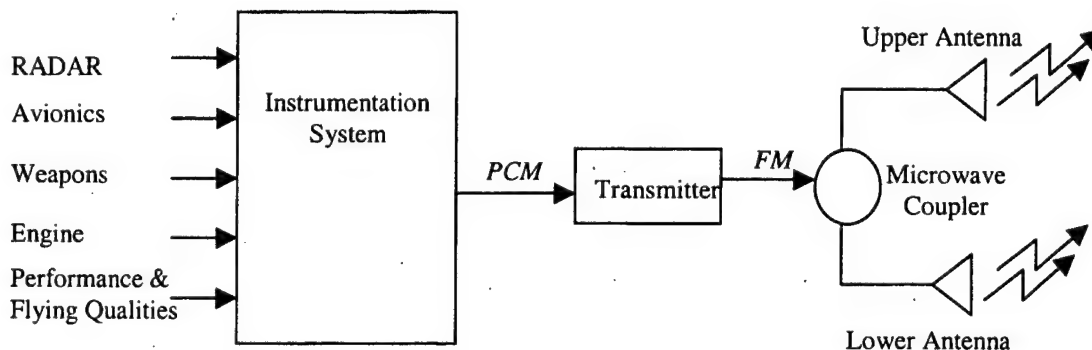 RADAR
Avionics
Weapons
Engine
Performance &
Flying Qualities
Instrumentation
System
PCM
Transmitter
FM
Upper Antenna
Microwave
Coupler
Lower Antenna